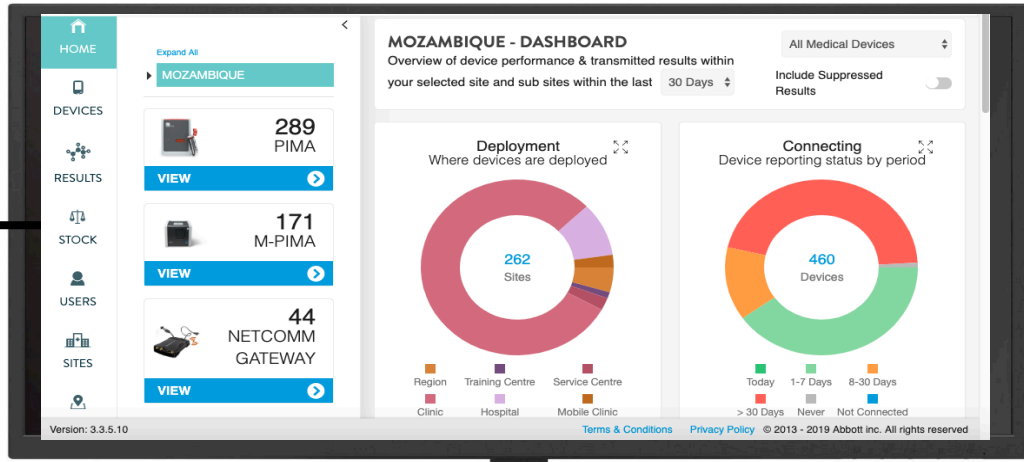 HOME
DEVICES
RESULTS
STOCK
USERS
SITES
Expand All
MOZAMBIQUE
289
PIMA
VIEW
171
M-PIMA
VIEW
44
NETCOMM
GATEWAY
VIEW
MOZAMBIQUE - DASHBOARD
Overview of device performance & transmitted results within
your selected site and sub sites within the last 30 Days
All Medical Devices
Include Suppressed
Results
Deployment
Where devices are deployed
262
Sites
Region Training Centre Service Centre
Clinic Hospital Mobile Clinic
Connecting
Device reporting status by period
460
Devices
Today 1-7 Days 8-30 Days
> 30 Days Never Not Connected
Version: 3.3.5.10
Terms & Conditions Privacy Policy © 2013 - 2019 Abbott inc. All rights reserved